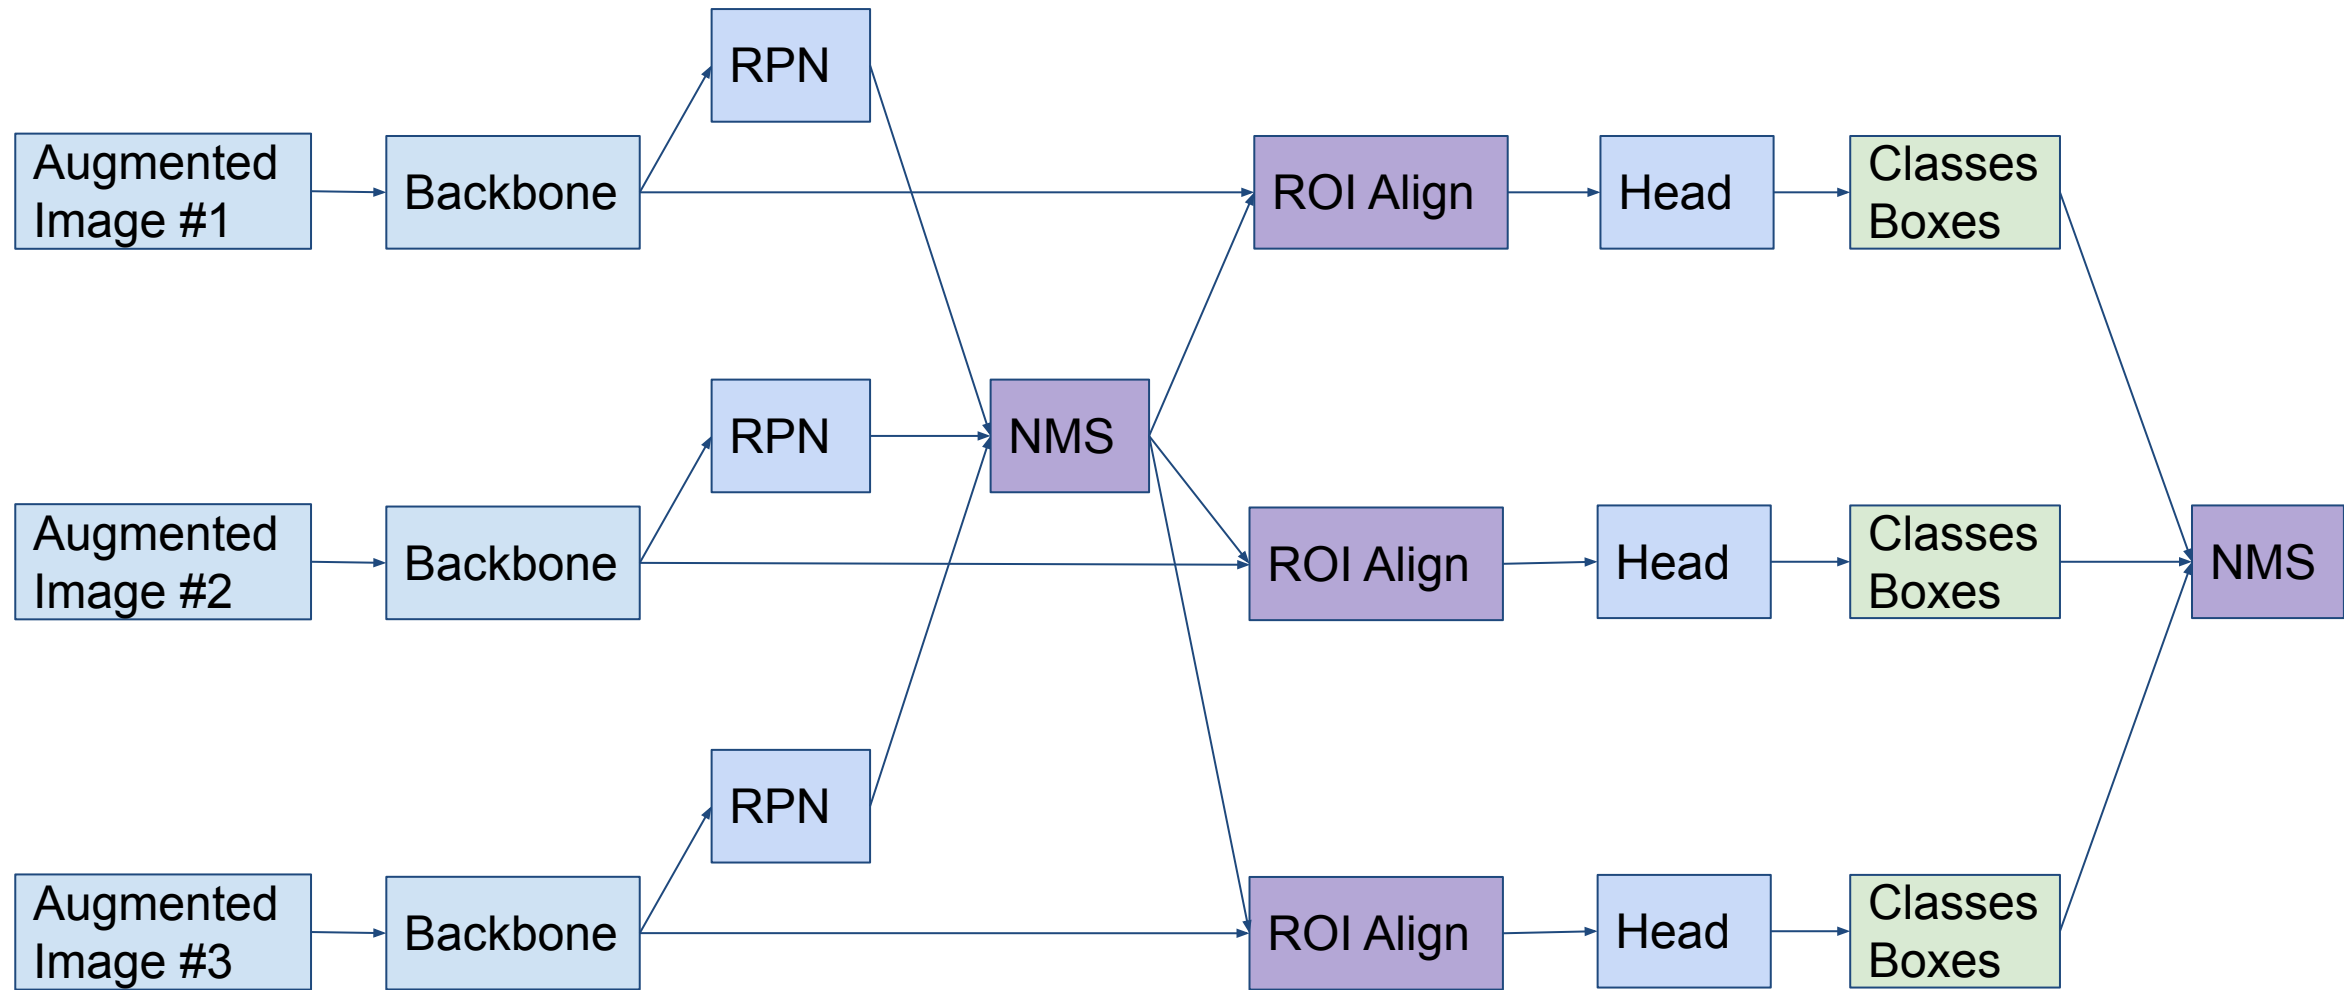 RPN
Augmented
Image #1
Backbone
ROI Align
Head
Classes
Boxes
RPN
NMS
Augmented
Image #2
Backbone
ROI Align
Head
Classes
Boxes
NMS
RPN
Augmented
Image #3
Backbone
ROI Align
Head
Classes
Boxes